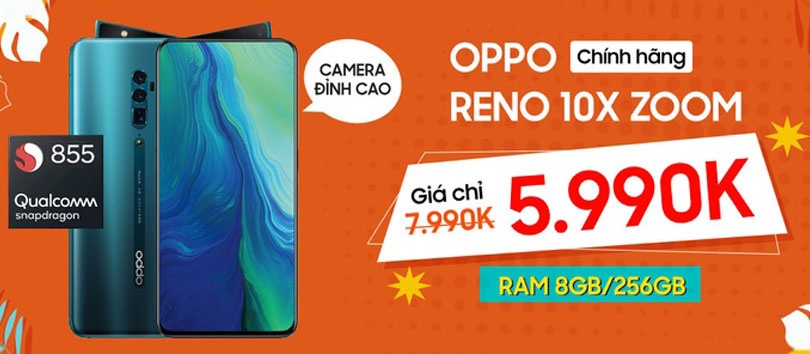 CAMERA
ĐỈNH CAO
OPPO Chính hãng
RENO 10X ZOOM
855
Qualcomm
snapdragon
Giá chỉ
7.990K
5.990K
oppo
RAM 8GB/256GB